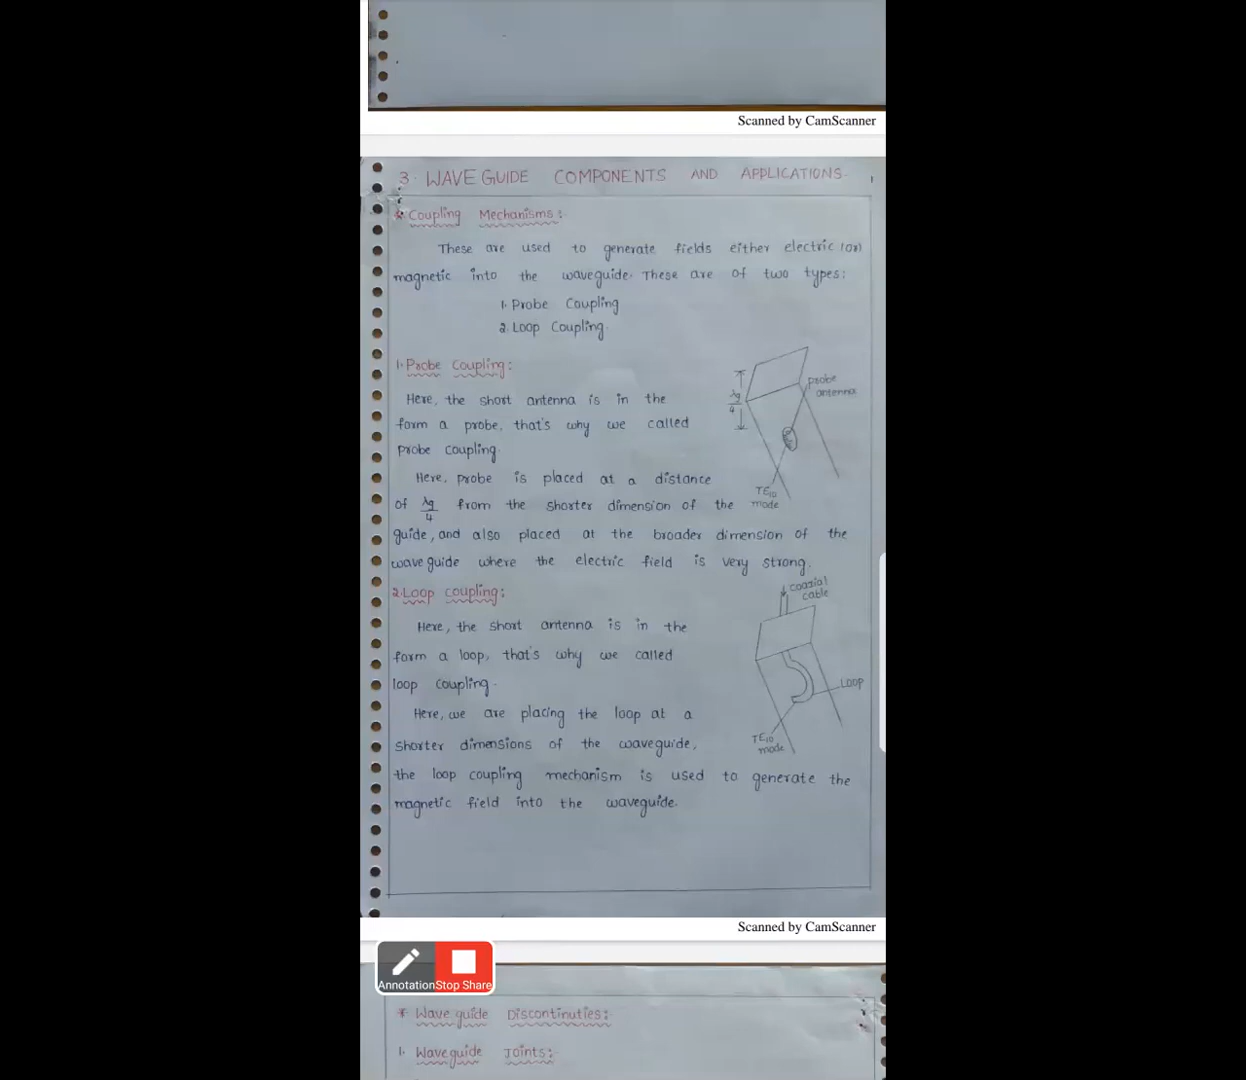 Scanned by CamScanner
3. WAVE GUIDE COMPONENTS AND APPLICATIONS-
* Coupling Mechanisms:
These are used to generate fields either electric (or)
magnetic into the waveguide. These are of two types:
1. Probe Coupling
2. Loop Coupling.
1. Probe Coupling:
Here, the short antenna is in the
form a probe, that's why we called
probe coupling.
Here, probe is placed at a distance
of λg/4 from the shorter dimension of the
guide, and also placed at the broader dimension of the
wave guide where the electric field is very strong.
λg/4
probe
antenna
TE10
mode
2. Loop coupling:
Here, the short antenna is in the
form a loop, that's why we called
loop coupling.
Here, we are placing the loop at a
shorter dimensions of the waveguide,
the loop coupling mechanism is used to generate the
magnetic field into the waveguide.
coaxial
cable
Loop
TE10
mode
Scanned by CamScanner
Annotation Stop Share
* Wave guide Discontinuties:
1. Waveguide Joints: